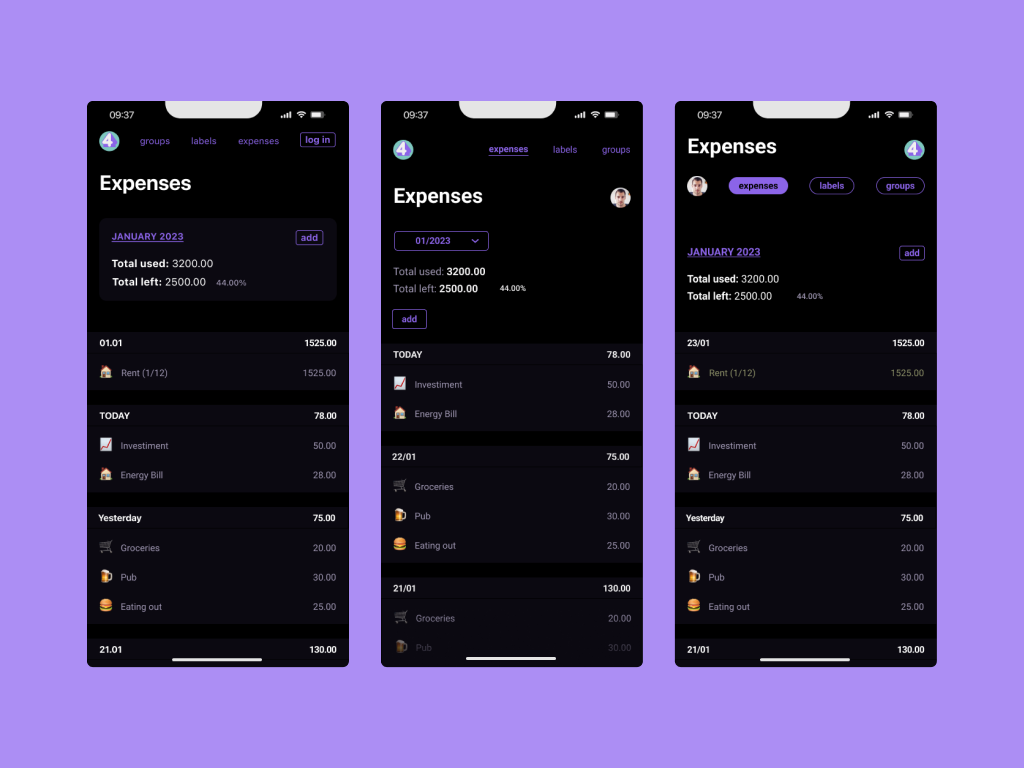 09:37
4
groups labels expenses log in
Expenses
JANUARY 2023 add
Total used: 3200.00
Total left: 2500.00 44.00%
01.01 1525.00
Rent (1/12) 1525.00
TODAY 78.00
Investiment 50.00
Energy Bill 28.00
Yesterday 75.00
Groceries 20.00
Pub 30.00
Eating out 25.00
21.01 130.00
09:37
4
expenses labels groups
Expenses
01/2023
Total used: 3200.00
Total left: 2500.00 44.00%
add
TODAY 78.00
Investiment 50.00
Energy Bill 28.00
22/01 75.00
Groceries 20.00
Pub 30.00
Eating out 25.00
21/01 130.00
Groceries 20.00
Pub 30.00
09:37
Expenses 4
expenses labels groups
JANUARY 2023 add
Total used: 3200.00
Total left: 2500.00 44.00%
23/01 1525.00
Rent (1/12) 1525.00
TODAY 78.00
Investiment 50.00
Energy Bill 28.00
Yesterday 75.00
Groceries 20.00
Pub 30.00
Eating out 25.00
21/01 130.00